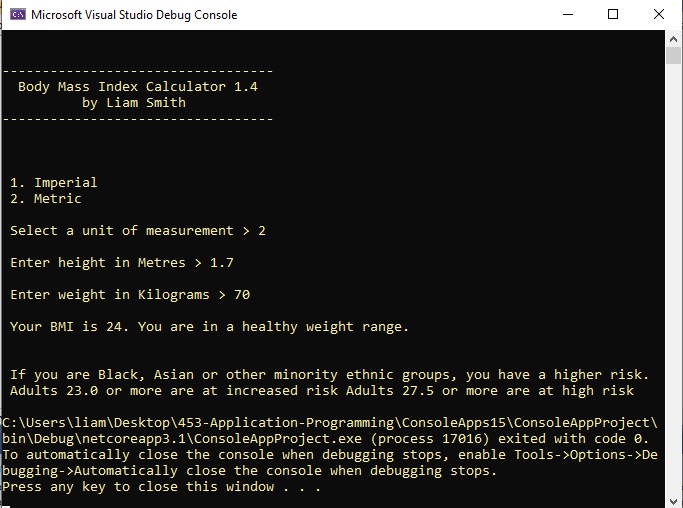 Microsoft Visual Studio Debug Console
---------------------------------
Body Mass Index Calculator 1.4
by Liam Smith
---------------------------------
1. Imperial
2. Metric
Select a unit of measurement > 2
Enter height in Metres > 1.7
Enter weight in Kilograms > 70
Your BMI is 24. You are in a healthy weight range.
If you are Black, Asian or other minority ethnic groups, you have a higher risk.
Adults 23.0 or more are at increased risk Adults 27.5 or more are at high risk
C:\Users\liam\Desktop\453-Application-Programming\ConsoleApps15\ConsoleAppProject\
bin\Debug\netcoreapp3.1\ConsoleAppProject.exe (process 17016) exited with code 0.
To automatically close the console when debugging stops, enable Tools->Options->De
bugging->Automatically close the console when debugging stops.
Press any key to close this window . . .